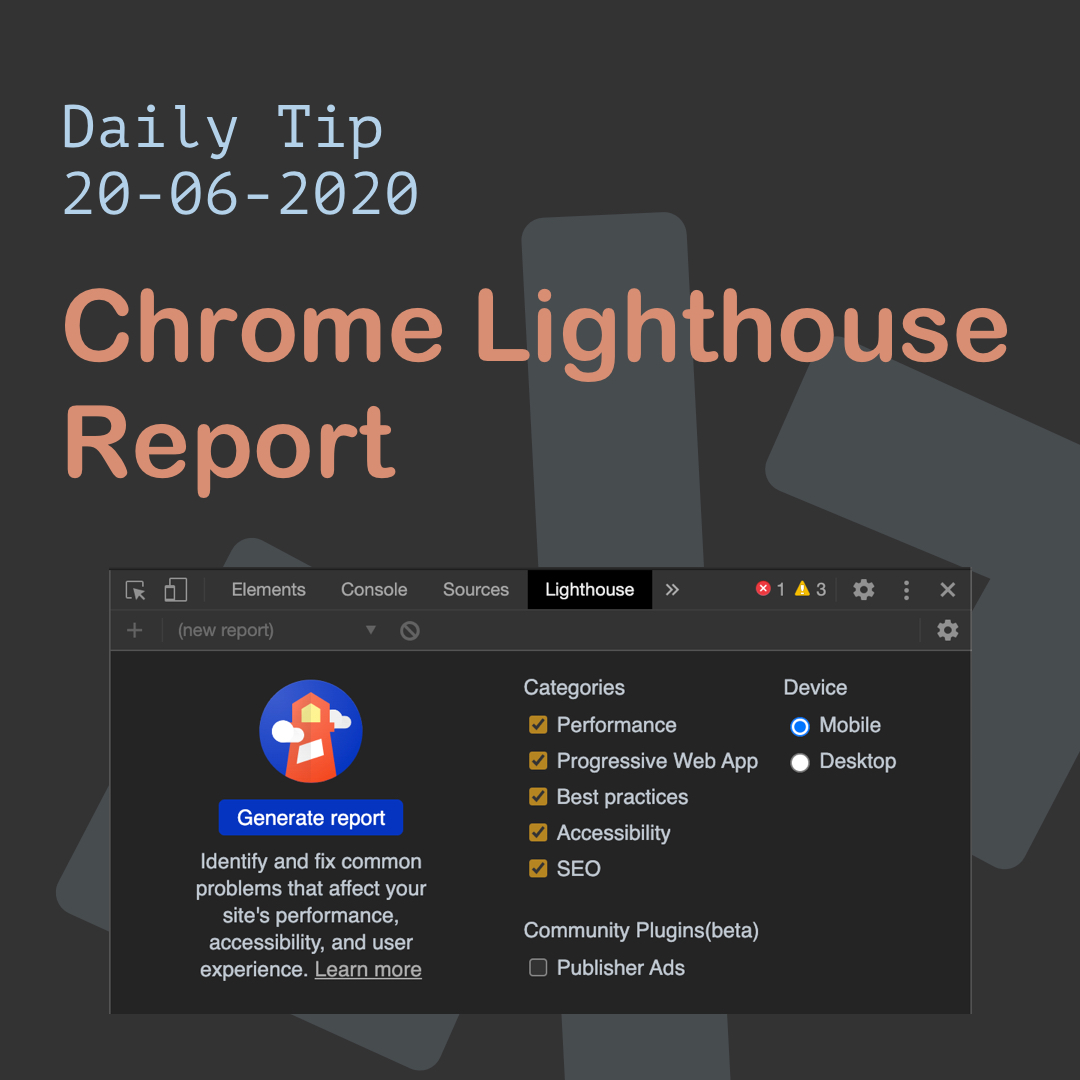 Daily Tip
20-06-2020
Chrome Lighthouse
Report
Elements Console Sources Lighthouse » 1 3
+ (new report)
Categories Device
Performance Mobile
Progressive Web App Desktop
Best practices
Accessibility
SEO
Generate report
Identify and fix common
problems that affect your
site's performance,
accessibility, and user
experience. Learn more
Community Plugins(beta)
Publisher Ads